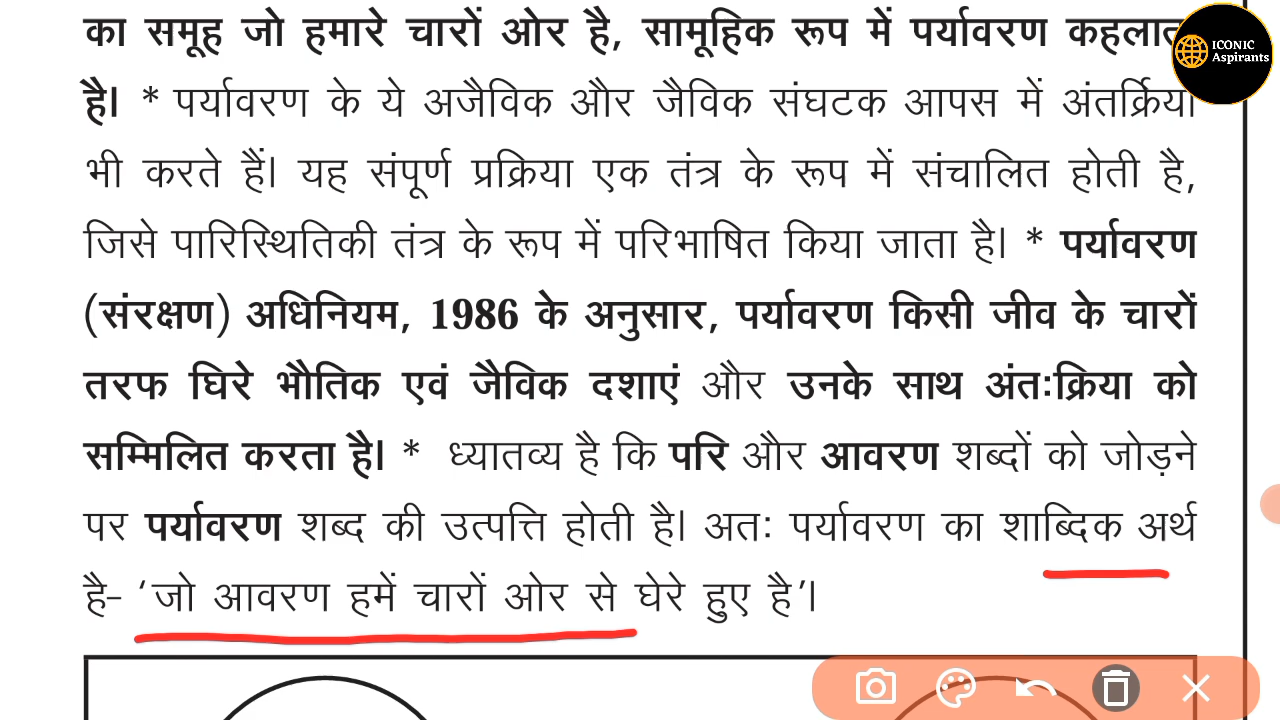 का समूह जो हमारे चारों ओर है, सामूहिक रूप में पर्यावरण कहलाता
है। * पर्यावरण के ये अजैविक और जैविक संघटक आपस में अंतर्क्रिया
भी करते हैं। यह संपूर्ण प्रक्रिया एक तंत्र के रूप में संचालित होती है,
जिसे पारिस्थितिकी तंत्र के रूप में परिभाषित किया जाता है। * पर्यावरण
(संरक्षण) अधिनियम, 1986 के अनुसार, पर्यावरण किसी जीव के चारों
तरफ घिरे भौतिक एवं जैविक दशाएं और उनके साथ अंतःक्रिया को
सम्मिलित करता है। * ध्यातव्य है कि परि और आवरण शब्दों को जोड़ने
पर पर्यावरण शब्द की उत्पत्ति होती है। अतः पर्यावरण का शाब्दिक अर्थ
है- ‘जो आवरण हमें चारों ओर से घेरे हुए है’।
ICONIC
Aspirants